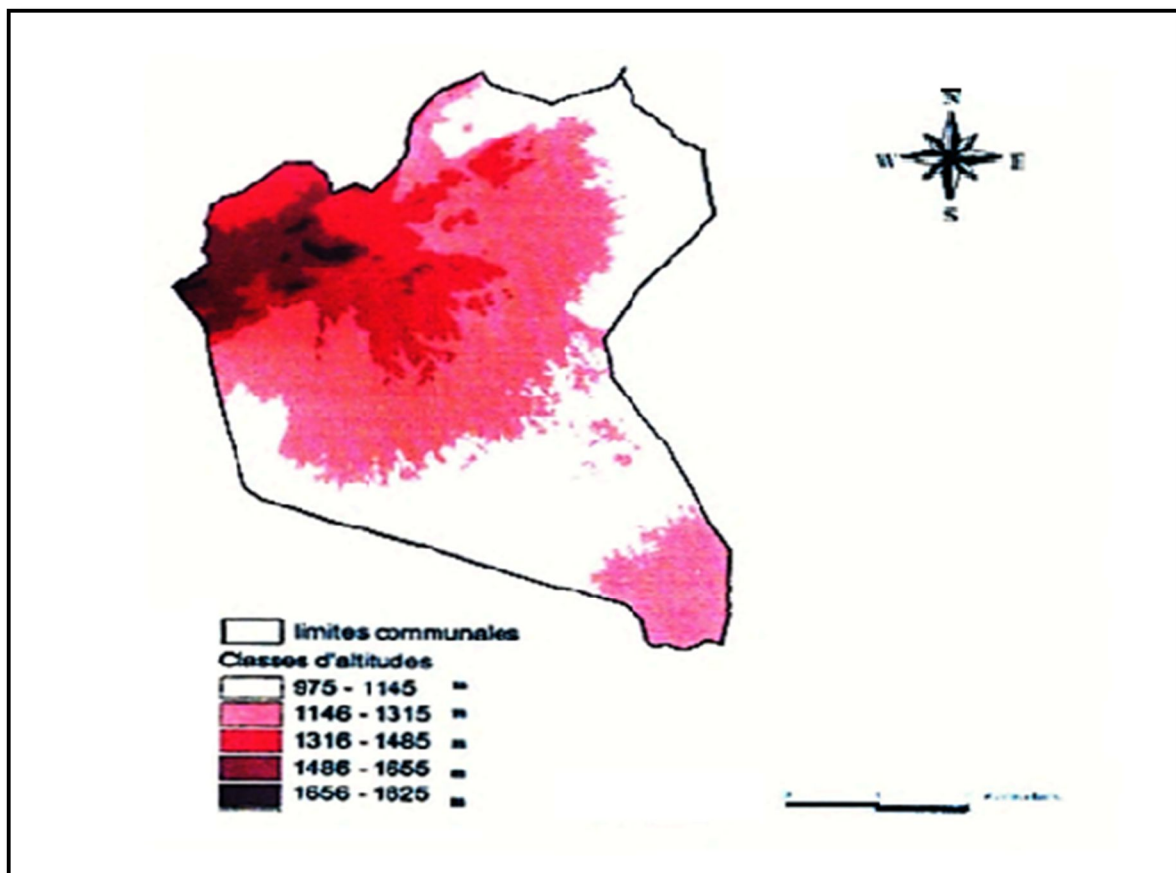 N
W E
S
limites communales
Classes d'altitudes
975 - 1145 m
1146 - 1315 m
1316 - 1485 m
1486 - 1655 m
1656 - 1825 m